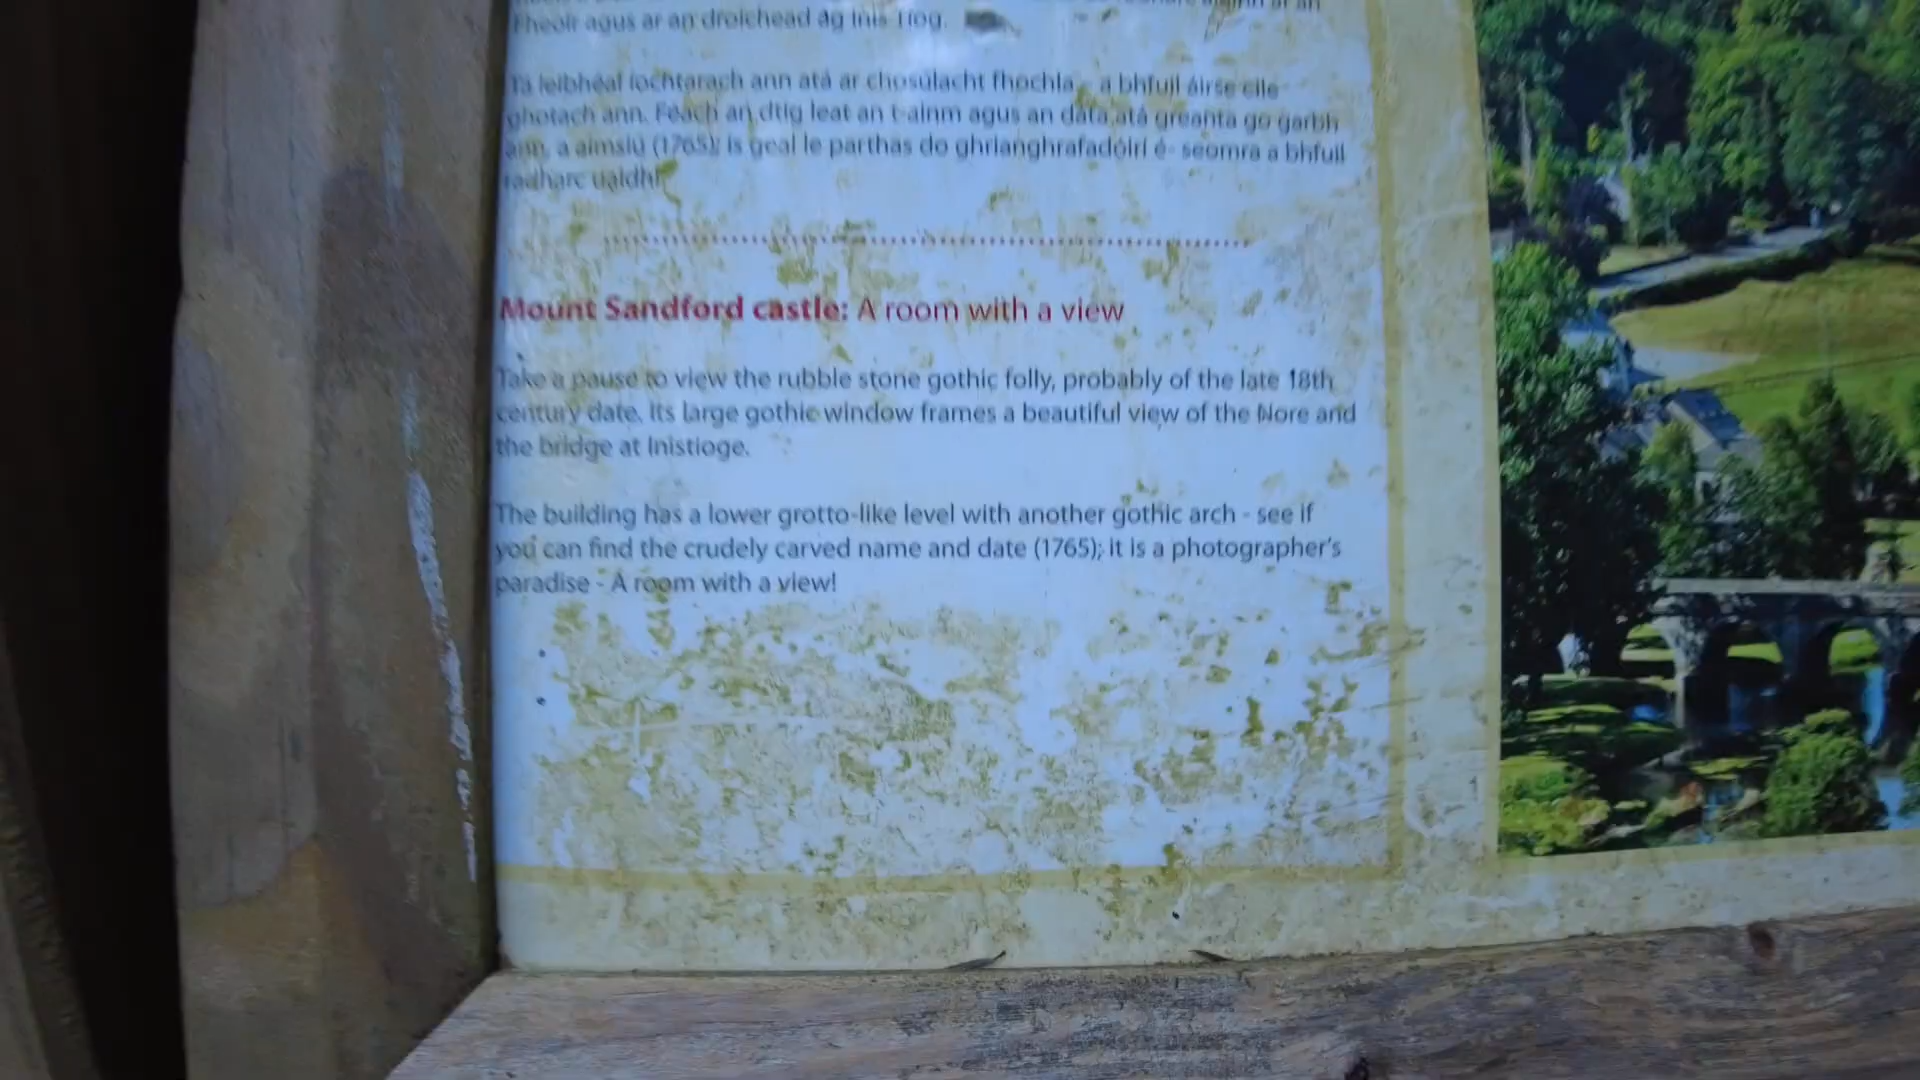 Fheoir agus ar an droichead ag Inis Tíog.
Tá leibhéal íochtarach ann atá ar chosúlacht fhochla - a bhfuil áirse eile
ghotach ann. Féach an dtig leat an t-ainm agus an dáta atá greanta go garbh
ann, a aimsiú (1765); is geal le parthas do ghrianghrafadóirí é - seomra a bhfuil
radharc uaidh!
Mount Sandford castle: A room with a view
Take a pause to view the rubble stone gothic folly, probably of the late 18th
century date. Its large gothic window frames a beautiful view of the Nore and
the bridge at Inistioge.
The building has a lower grotto-like level with another gothic arch - see if
you can find the crudely carved name and date (1765); it is a photographer's
paradise - A room with a view!